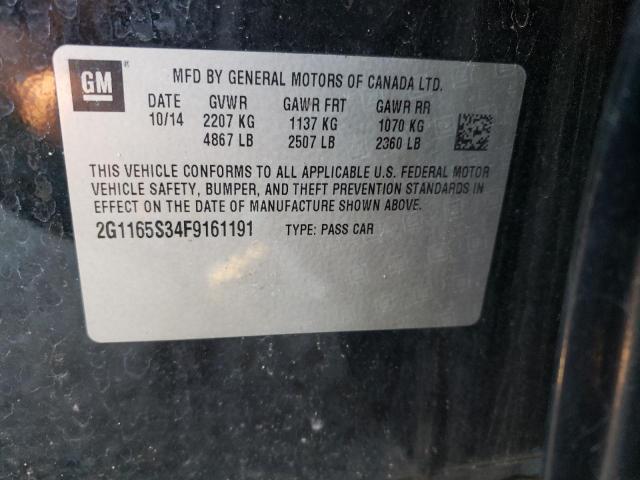 GM
MFD BY GENERAL MOTORS OF CANADA LTD.
DATE GVWR GAWR FRT GAWR RR
10/14 2207 KG 1137 KG 1070 KG
4867 LB 2507 LB 2360 LB
THIS VEHICLE CONFORMS TO ALL APPLICABLE U.S. FEDERAL MOTOR
VEHICLE SAFETY, BUMPER, AND THEFT PREVENTION STANDARDS IN
EFFECT ON THE DATE OF MANUFACTURE SHOWN ABOVE.
2G1165S34F9161191 TYPE: PASS CAR